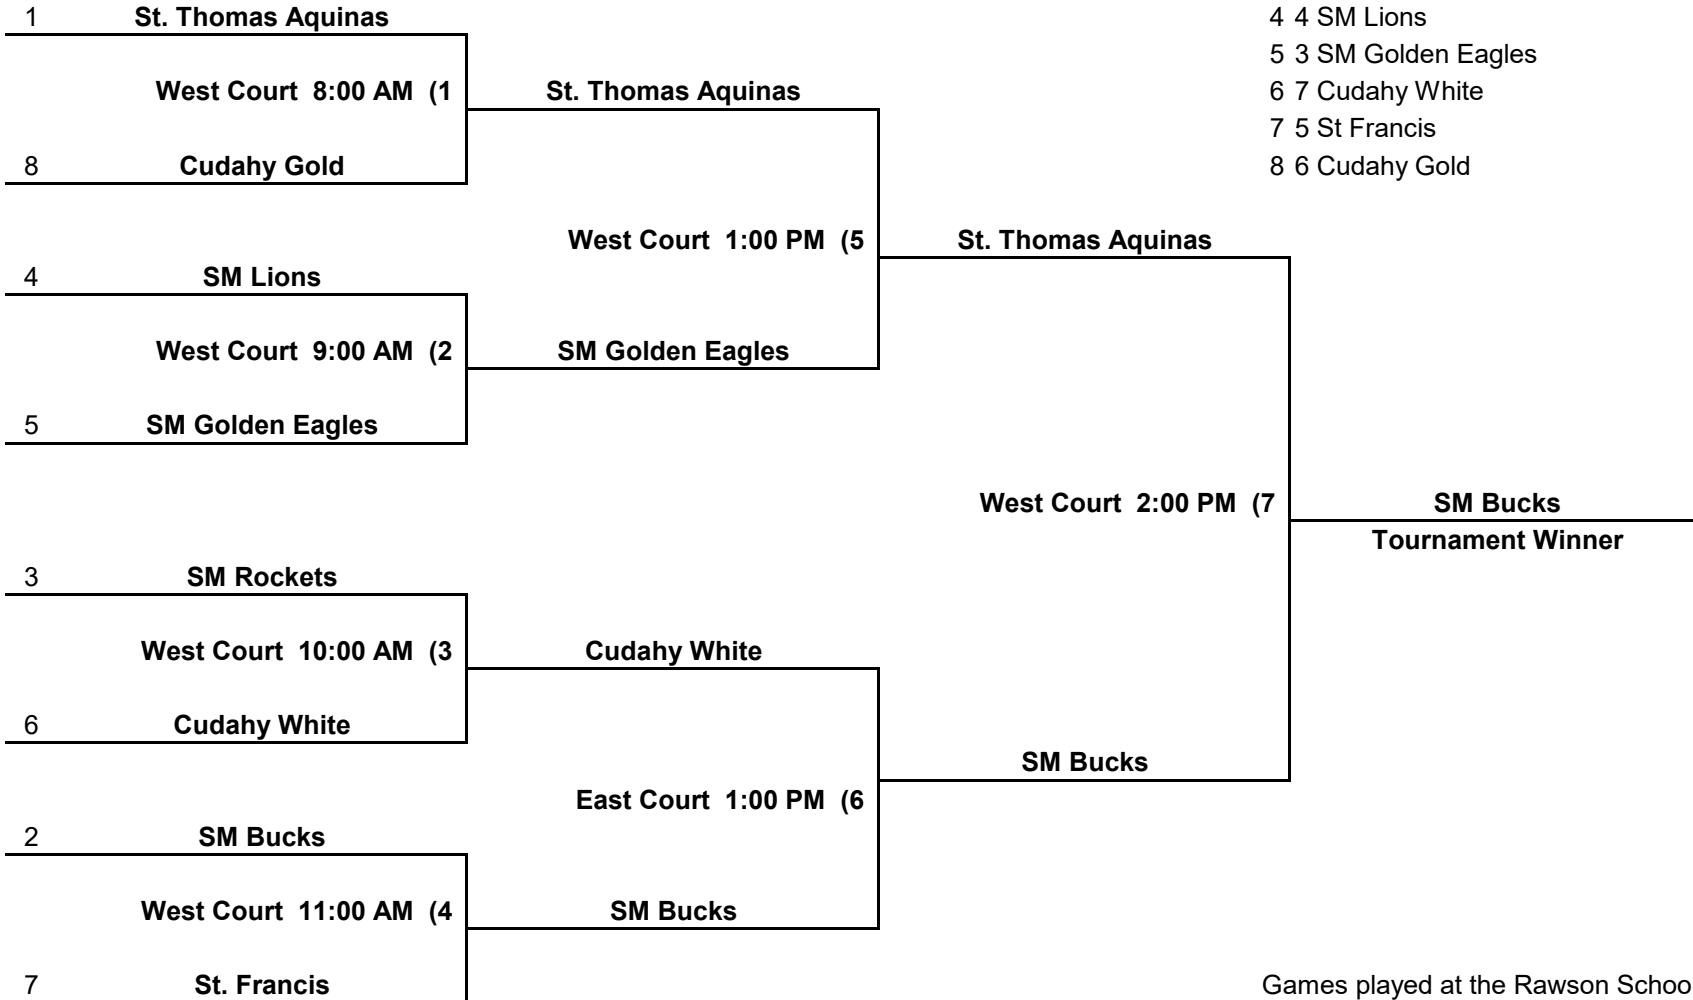 1 St. Thomas Aquinas
4 4 SM Lions
5 3 SM Golden Eagles
West Court 8:00 AM (1
St. Thomas Aquinas
6 7 Cudahy White
7 5 St Francis
8 Cudahy Gold
8 6 Cudahy Gold
West Court 1:00 PM (5
St. Thomas Aquinas
4 SM Lions
West Court 9:00 AM (2
SM Golden Eagles
5 SM Golden Eagles
West Court 2:00 PM (7
SM Bucks
Tournament Winner
3 SM Rockets
West Court 10:00 AM (3
Cudahy White
6 Cudahy White
SM Bucks
East Court 1:00 PM (6
2 SM Bucks
West Court 11:00 AM (4
SM Bucks
7 St. Francis
Games played at the Rawson Schoo